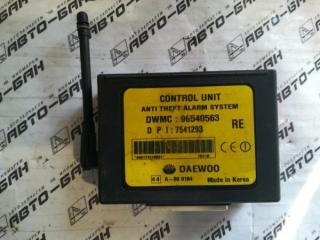 CONTROL UNIT
ANTI THEFT ALARM SYSTEM
DWMC : 96540563
D P I : 7541293
RE
DAEWOO
Made in Korea
АВТО-БАН